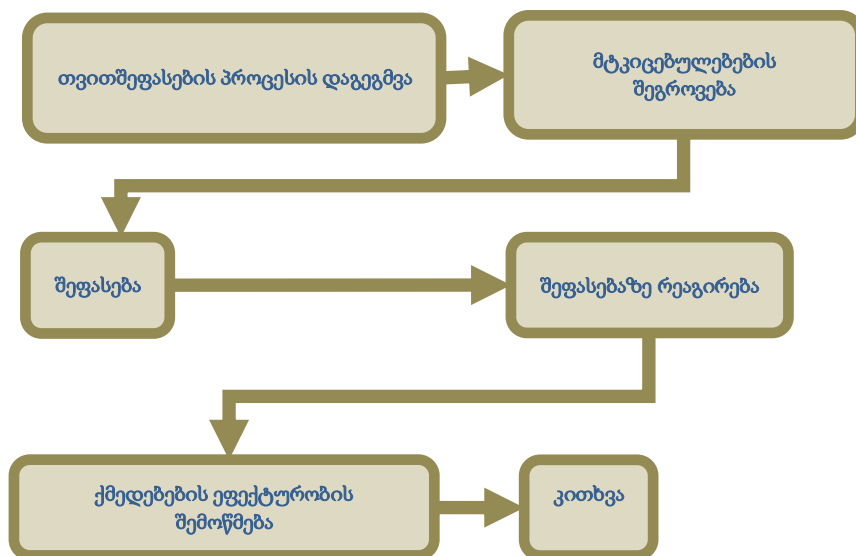 თვითშეფასების პროცესის დაგეგმვა
მტკიცებულებების
შეგროვება
შეფასება
შეფასებაზე რეაგირება
ქმედებების ეფექტურობის
შემოწმება
კითხვა